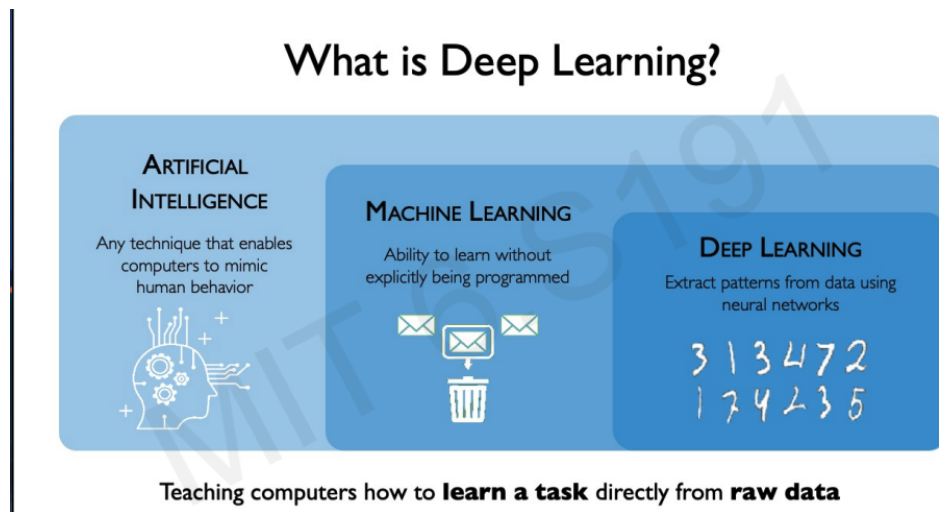 What is Deep Learning?
ARTIFICIAL
INTELLIGENCE
Any technique that enables
computers to mimic
human behavior
MACHINE LEARNING
Ability to learn without
explicitly being programmed
DEEP LEARNING
Extract patterns from data using
neural networks
3 1 3 4 7 2
1 7 4 2 3 5
MIT 6 S191
Teaching computers how to learn a task directly from raw data